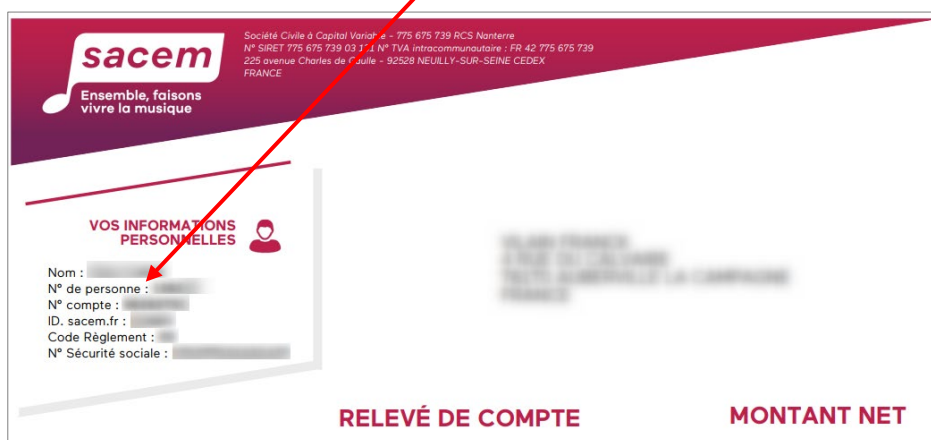 sacem
Ensemble, faisons
vivre la musique
Société Civile à Capital Variable - 775 675 739 RCS Nanterre
N° SIRET 775 675 739 03 N° TVA intracommunautaire : FR 42 775 675 739
225 avenue Charles de Gaulle - 92528 NEUILLY-SUR-SEINE CEDEX
FRANCE
VOS INFORMATIONS
PERSONNELLES
Nom :
N° de personne :
N° compte :
ID. sacem.fr :
Code Règlement :
N° Sécurité sociale :
RELEVÉ DE COMPTE
MONTANT NET